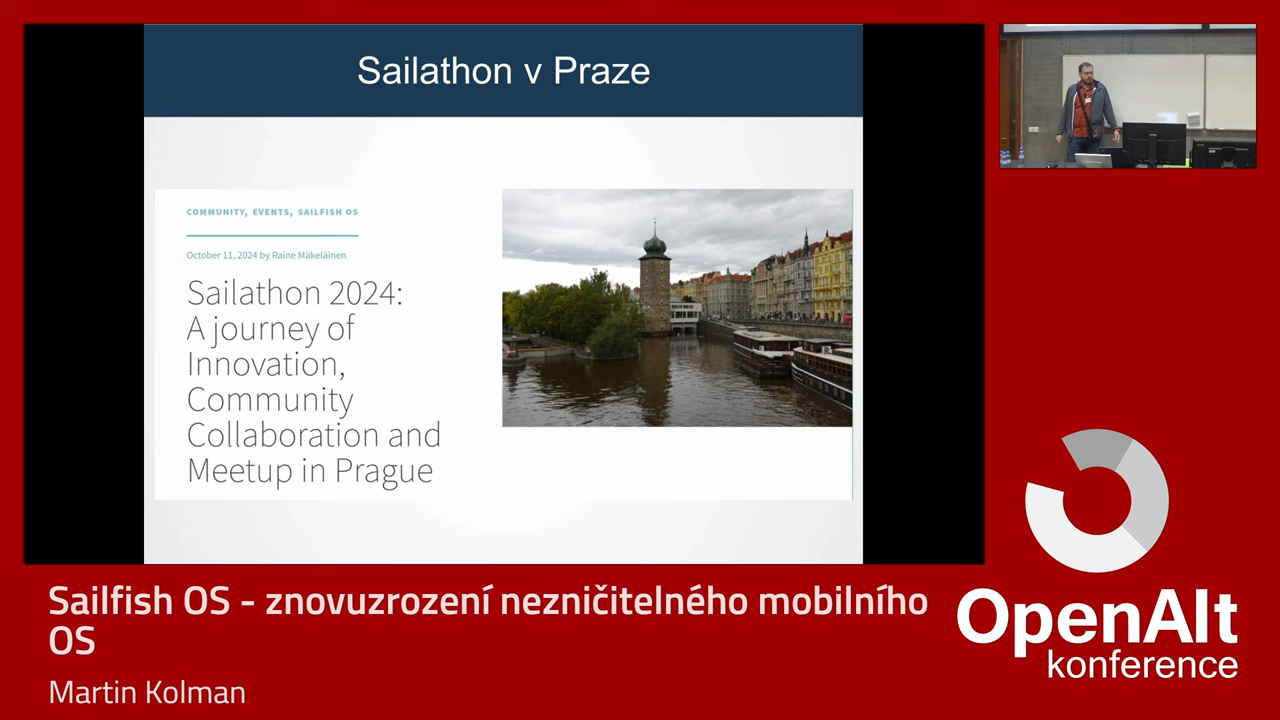 Sailathon v Praze
COMMUNITY, EVENTS, SAILFISH OS
October 11, 2024 by Raine Mäkeläinen
Sailathon 2024:
A journey of
Innovation,
Community
Collaboration and
Meetup in Prague
Sailfish OS - znovuzrození nezničitelného mobilního
OS
Martin Kolman
OpenAlt
konference